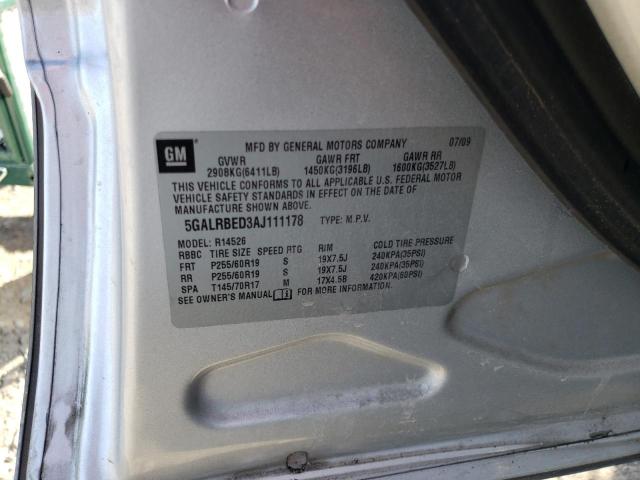 GM
MFD BY GENERAL MOTORS COMPANY 07/09
GVWR GAWR FRT GAWR RR
2908KG(6411LB) 1450KG(3196LB) 1600KG(3527LB)
THIS VEHICLE CONFORMS TO ALL APPLICABLE U.S. FEDERAL MOTOR
VEHICLE SAFETY STANDARDS IN EFFECT ON THE DATE OF
MANUFACTURE SHOWN ABOVE.
5GALRBED3AJ111178 TYPE: M.P.V.
MODEL: R14526
RBBC TIRE SIZE SPEED RTG RIM COLD TIRE PRESSURE
FRT P255/60R19 S 19X7.5J 240KPA(35PSI)
RR P255/60R19 S 19X7.5J 240KPA(35PSI)
SPA T145/70R17 M 17X4.5B 420KPA(60PSI)
SEE OWNER'S MANUAL FOR MORE INFORMATION.